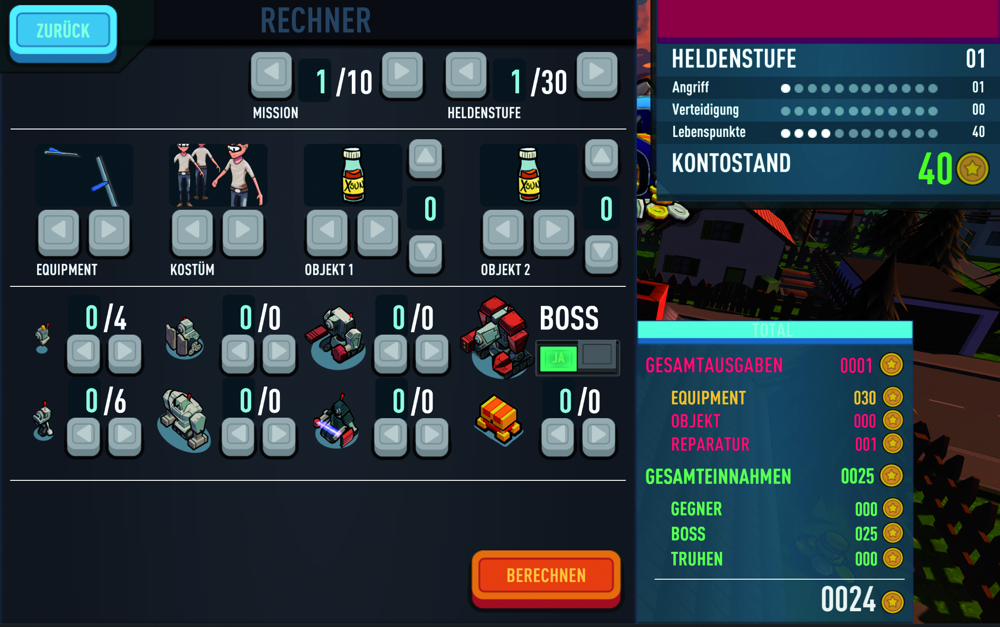 ZURÜCK
RECHNER
1 /10
1 /30
MISSION
HELDENSTUFE
XSUN
0
XSUN
0
EQUIPMENT
KOSTÜM
OBJEKT 1
OBJEKT 2
0 /4
0 /0
0 /0
BOSS
JA
0 /6
0 /0
0 /0
0 /0
BERECHNEN
HELDENSTUFE 01
Angriff 01
Verteidigung 00
Lebenspunkte 40
KONTOSTAND 40
TOTAL
GESAMTAUSGABEN 0001
EQUIPMENT 030
OBJEKT 000
REPARATUR 001
GESAMTEINNAHMEN 0025
GEGNER 000
BOSS 025
TRUHEN 000
0024